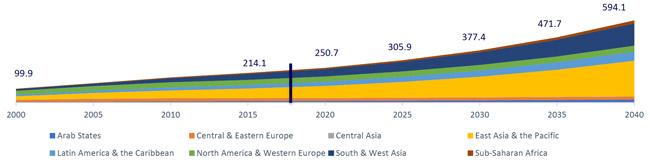 594.1
471.7
377.4
305.9
250.7
214.1
99.9
2000 2005 2010 2015 2020 2025 2030 2035 2040
Arab States Central & Eastern Europe Central Asia East Asia & the Pacific
Latin America & the Caribbean North America & Western Europe South & West Asia Sub-Saharan Africa